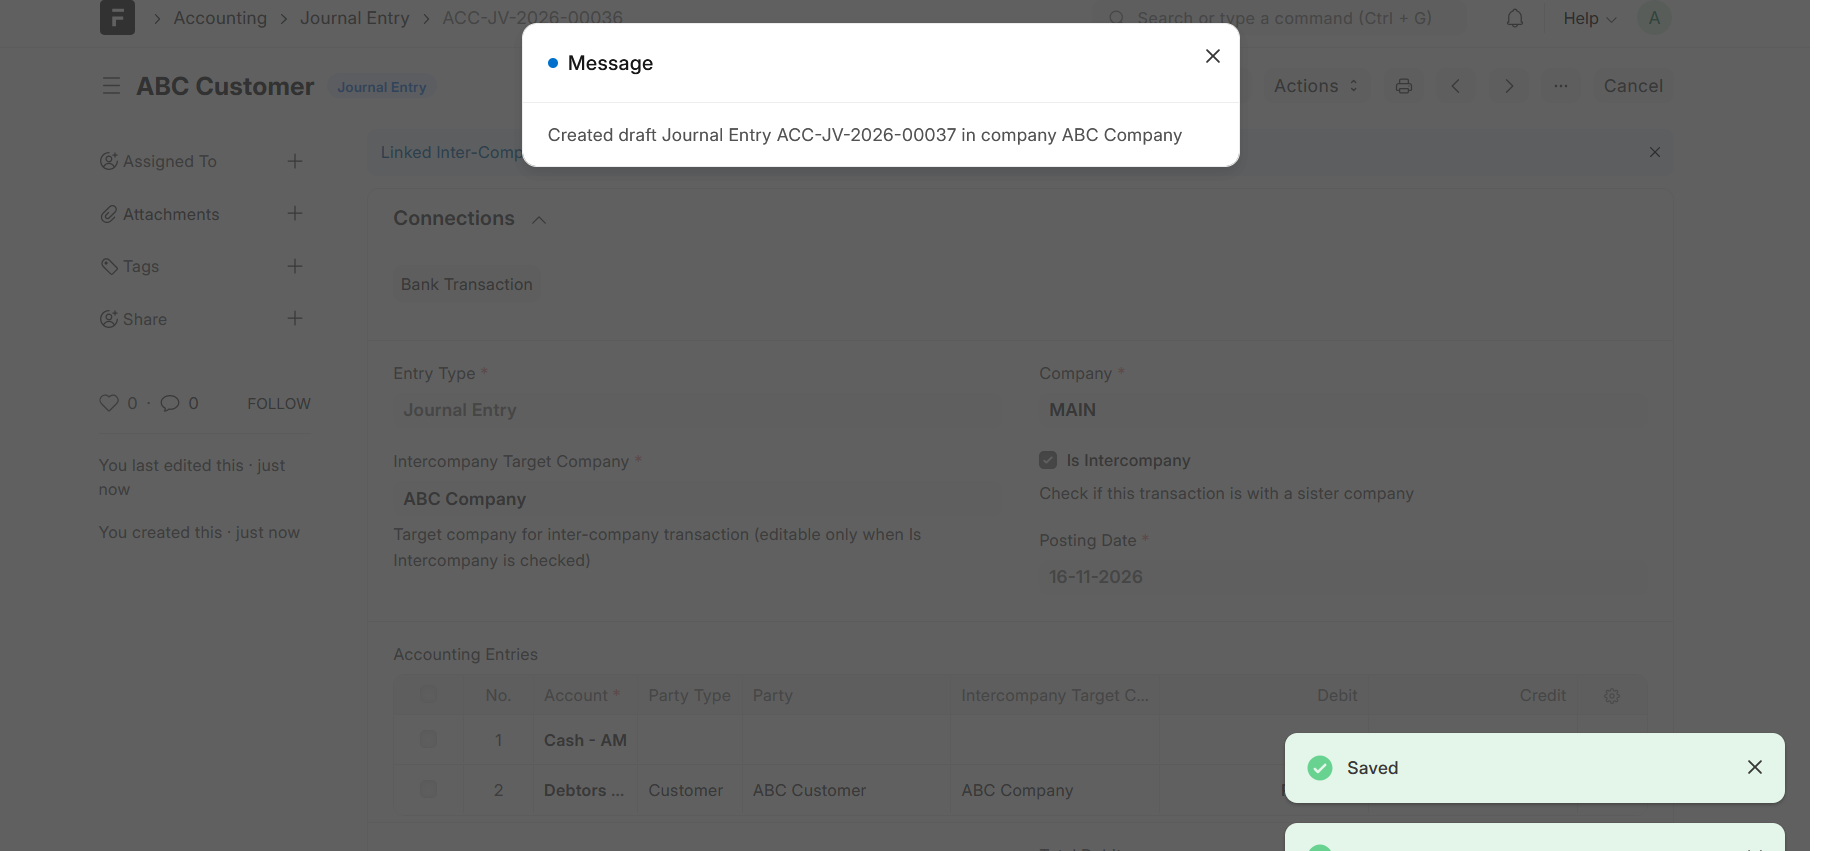 F > Accounting > Journal Entry > ACC-JV-2026-00036
Search or type a command (Ctrl + G)
Help
A
ABC Customer
Journal Entry
Actions
Cancel
Message
Created draft Journal Entry ACC-JV-2026-00037 in company ABC Company
Assigned To
Attachments
Tags
Share
0 · 0
FOLLOW
You last edited this · just
now
You created this · just now
Linked Inter-Comp
Connections
Bank Transaction
Entry Type *
Journal Entry
Company *
MAIN
Intercompany Target Company *
ABC Company
Target company for inter-company transaction (editable only when Is
Intercompany is checked)
Is Intercompany
Check if this transaction is with a sister company
Posting Date *
16-11-2026
Accounting Entries
No. Account * Party Type Party Intercompany Target C... Debit Credit
1 Cash - AM
2 Debtors ... Customer ABC Customer ABC Company
Saved